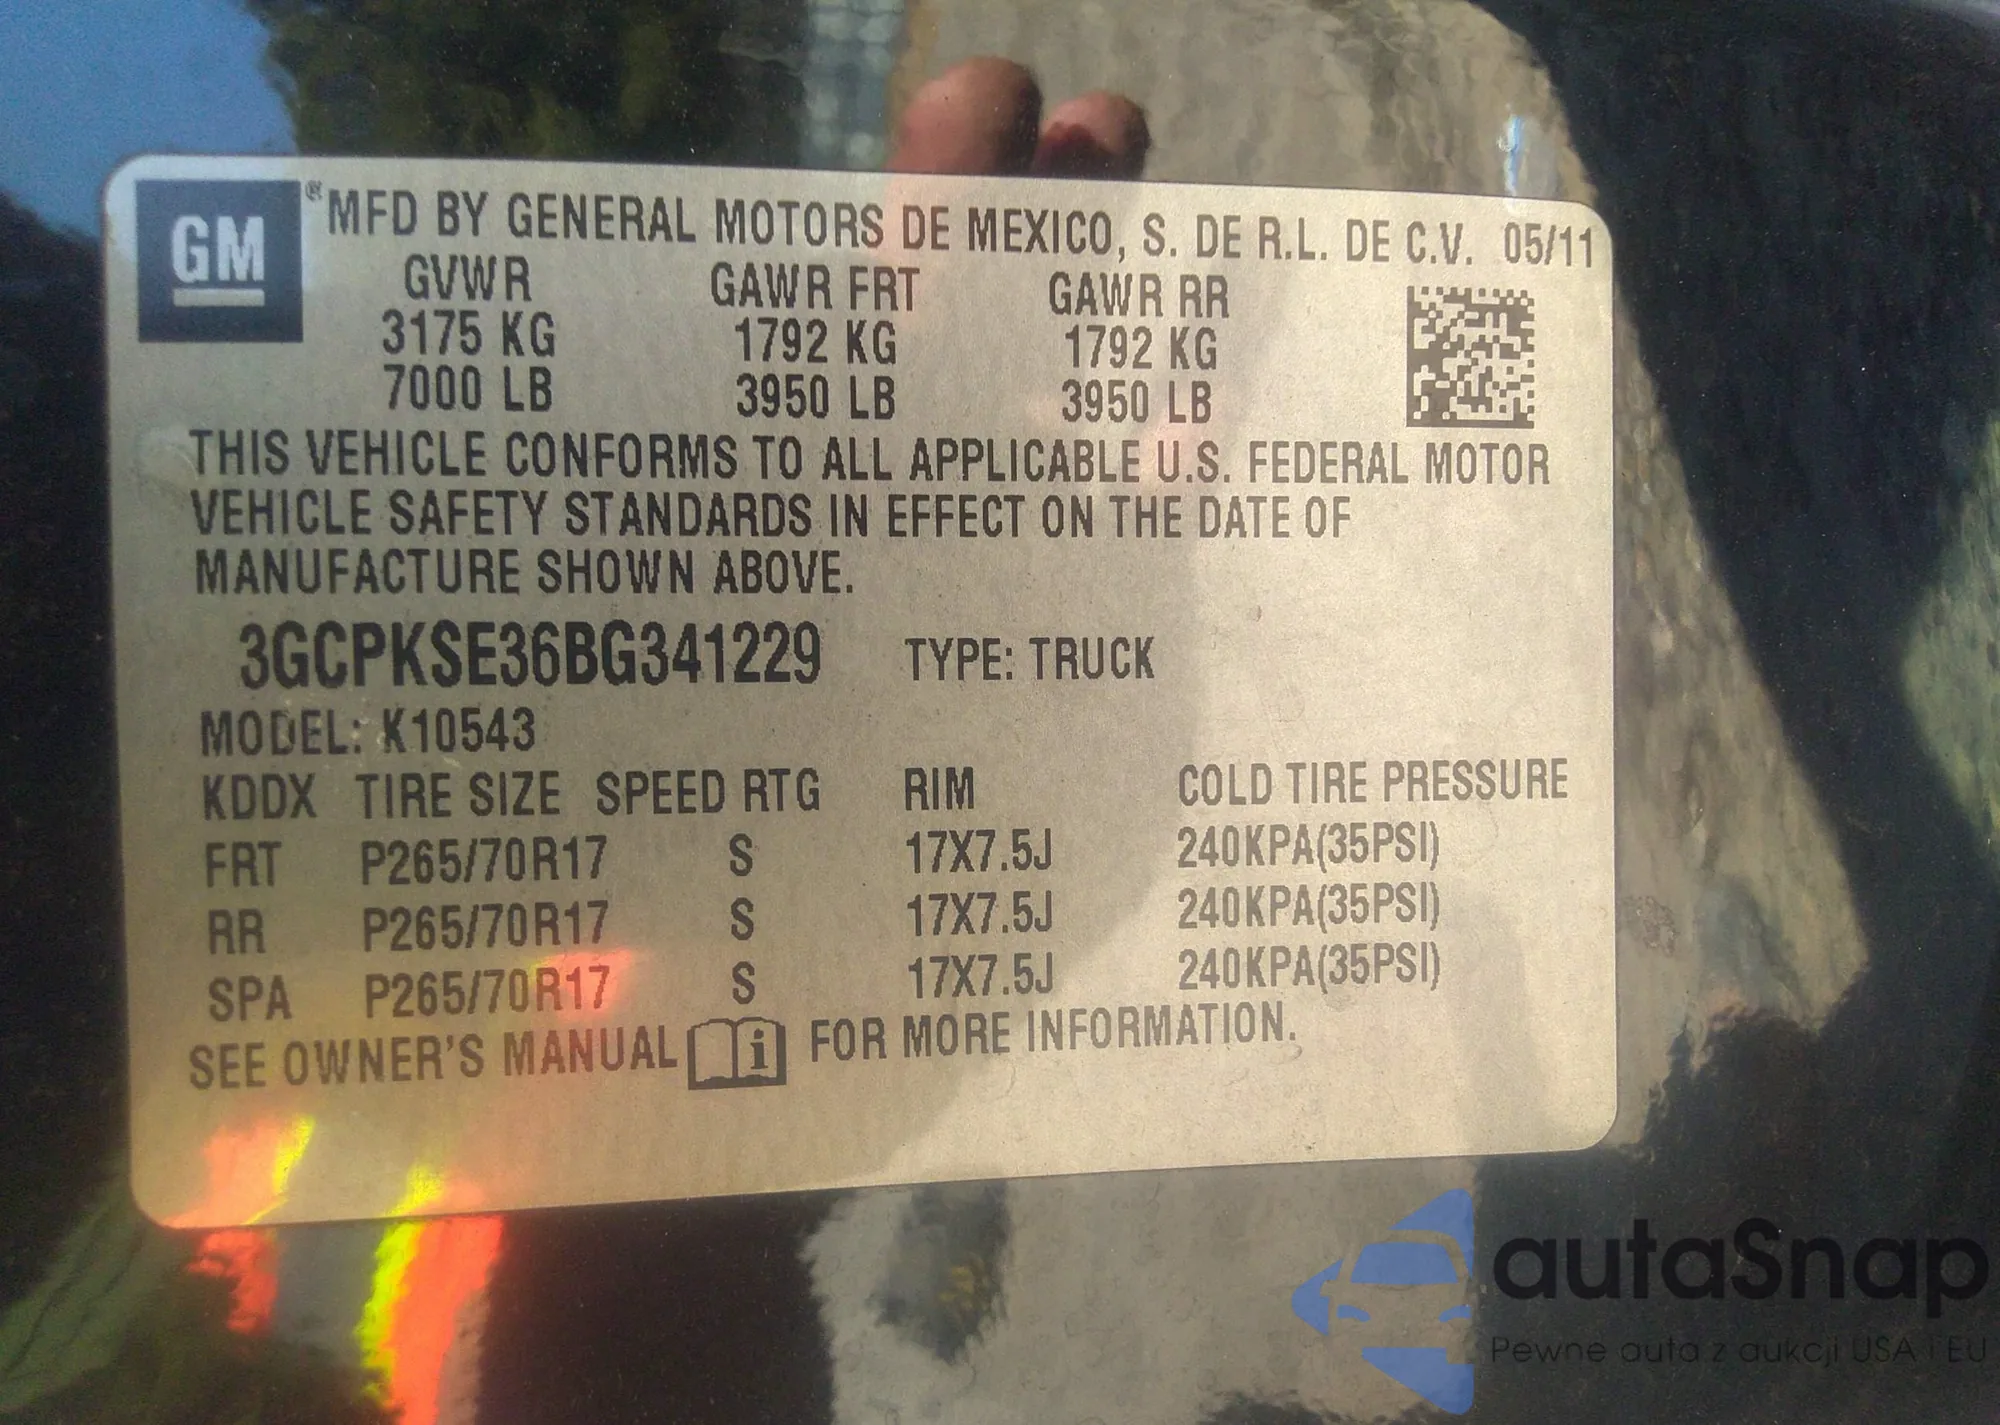 GM ® MFD BY GENERAL MOTORS DE MEXICO, S. DE R.L. DE C.V. 05/11
GVWR GAWR FRT GAWR RR
3175 KG 1792 KG 1792 KG
7000 LB 3950 LB 3950 LB
THIS VEHICLE CONFORMS TO ALL APPLICABLE U.S. FEDERAL MOTOR
VEHICLE SAFETY STANDARDS IN EFFECT ON THE DATE OF
MANUFACTURE SHOWN ABOVE.
3GCPKSE36BG341229 TYPE: TRUCK
MODEL: K10543
KDDX TIRE SIZE SPEED RTG RIM COLD TIRE PRESSURE
FRT P265/70R17 S 17X7.5J 240KPA(35PSI)
RR P265/70R17 S 17X7.5J 240KPA(35PSI)
SPA P265/70R17 S 17X7.5J 240KPA(35PSI)
SEE OWNER'S MANUAL i FOR MORE INFORMATION.
autaSnap
Pewne auta z aukcji USA i EU